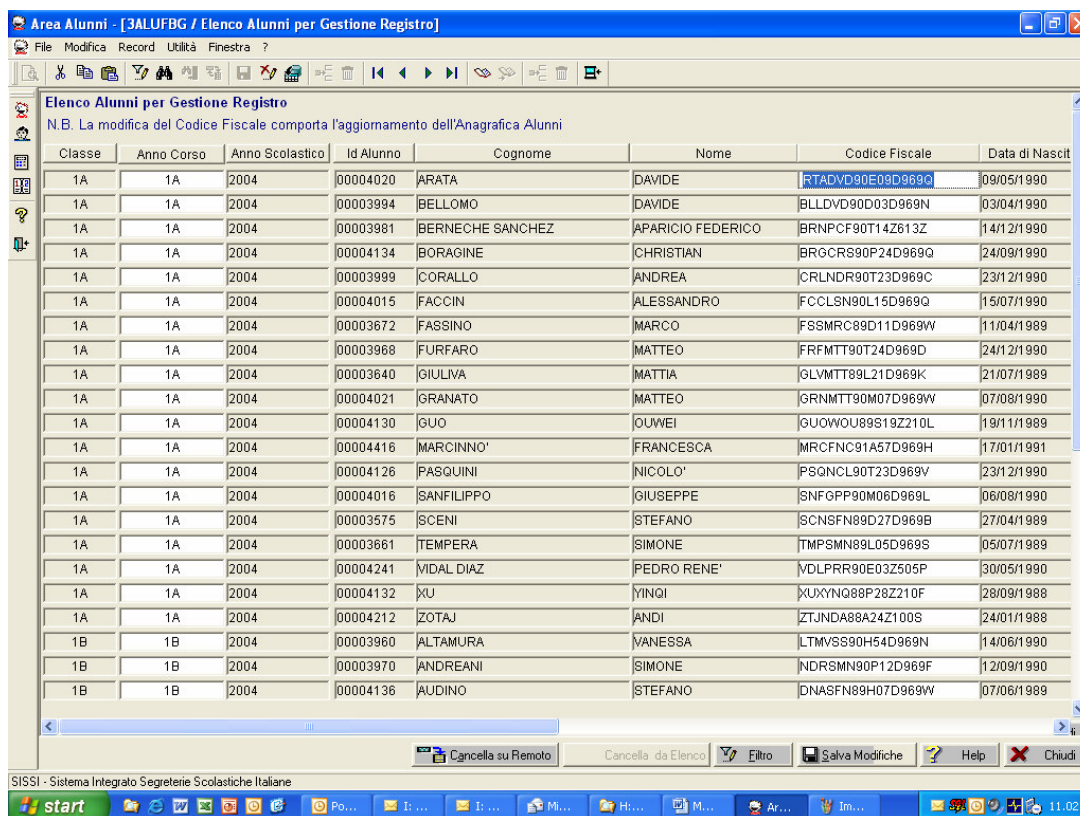 Area Alunni - [3ALUFBG / Elenco Alunni per Gestione Registro]
File Modifica Record Utilità Finestra ?
Elenco Alunni per Gestione Registro
N.B. La modifica del Codice Fiscale comporta l'aggiornamento dell'Anagrafica Alunni
Classe Anno Corso Anno Scolastico Id Alunno Cognome Nome Codice Fiscale Data di Nascit
1A 1A 2004 00004020 ARATA DAVIDE RTADVD90E09D969Q 09/05/1990
1A 1A 2004 00003994 BELLOMO DAVIDE BLLDVD90D03D969N 03/04/1990
1A 1A 2004 00003981 BERNECHE SANCHEZ APARICIO FEDERICO BRNPCF90T14Z613Z 14/12/1990
1A 1A 2004 00004134 BORAGINE CHRISTIAN BRGCRS90P24D969Q 24/09/1990
1A 1A 2004 00003999 CORALLO ANDREA CRLNDR90T23D969C 23/12/1990
1A 1A 2004 00004015 FACCIN ALESSANDRO FCCLSN90L15D969Q 15/07/1990
1A 1A 2004 00003672 FASSINO MARCO FSSMRC89D11D969W 11/04/1989
1A 1A 2004 00003968 FURFARO MATTEO FRFMTT90T24D969D 24/12/1990
1A 1A 2004 00003640 GIULIVA MATTIA GLVMTT89L21D969K 21/07/1989
1A 1A 2004 00004021 GRANATO MATTEO GRNMTT90M07D969W 07/08/1990
1A 1A 2004 00004130 GUO OUWEI GUOWOU89S19Z210L 19/11/1989
1A 1A 2004 00004416 MARCINNO' FRANCESCA MRCFNC91A57D969H 17/01/1991
1A 1A 2004 00004126 PASQUINI NICOLO' PSQNCL90T23D969V 23/12/1990
1A 1A 2004 00004016 SANFILIPPO GIUSEPPE SNFGPP90M06D969L 06/08/1990
1A 1A 2004 00003575 SCENI STEFANO SCNSFN89D27D969B 27/04/1989
1A 1A 2004 00003661 TEMPERA SIMONE TMPSMN89L05D969S 05/07/1989
1A 1A 2004 00004241 VIDAL DIAZ PEDRO RENE' VDLPRR90E03Z505P 30/05/1990
1A 1A 2004 00004132 XU YINQI XUXYNQ88P28Z210F 28/09/1988
1A 1A 2004 00004212 ZOTAJ ANDI ZTJNDA88A24Z100S 24/01/1988
1B 1B 2004 00003960 ALTAMURA VANESSA LTMVSS90H54D969N 14/06/1990
1B 1B 2004 00003970 ANDREANI SIMONE NDRSMN90P12D969F 12/09/1990
1B 1B 2004 00004136 AUDINO STEFANO DNASFN89H07D969W 07/06/1989
Cancella su Remoto Cancella da Elenco Filtro Salva Modifiche Help Chiudi
SISSI - Sistema Integrato Segreterie Scolastiche Italiane
start Po... I: ... I: ... Mi... H:... M... Ar... Im... 11.02